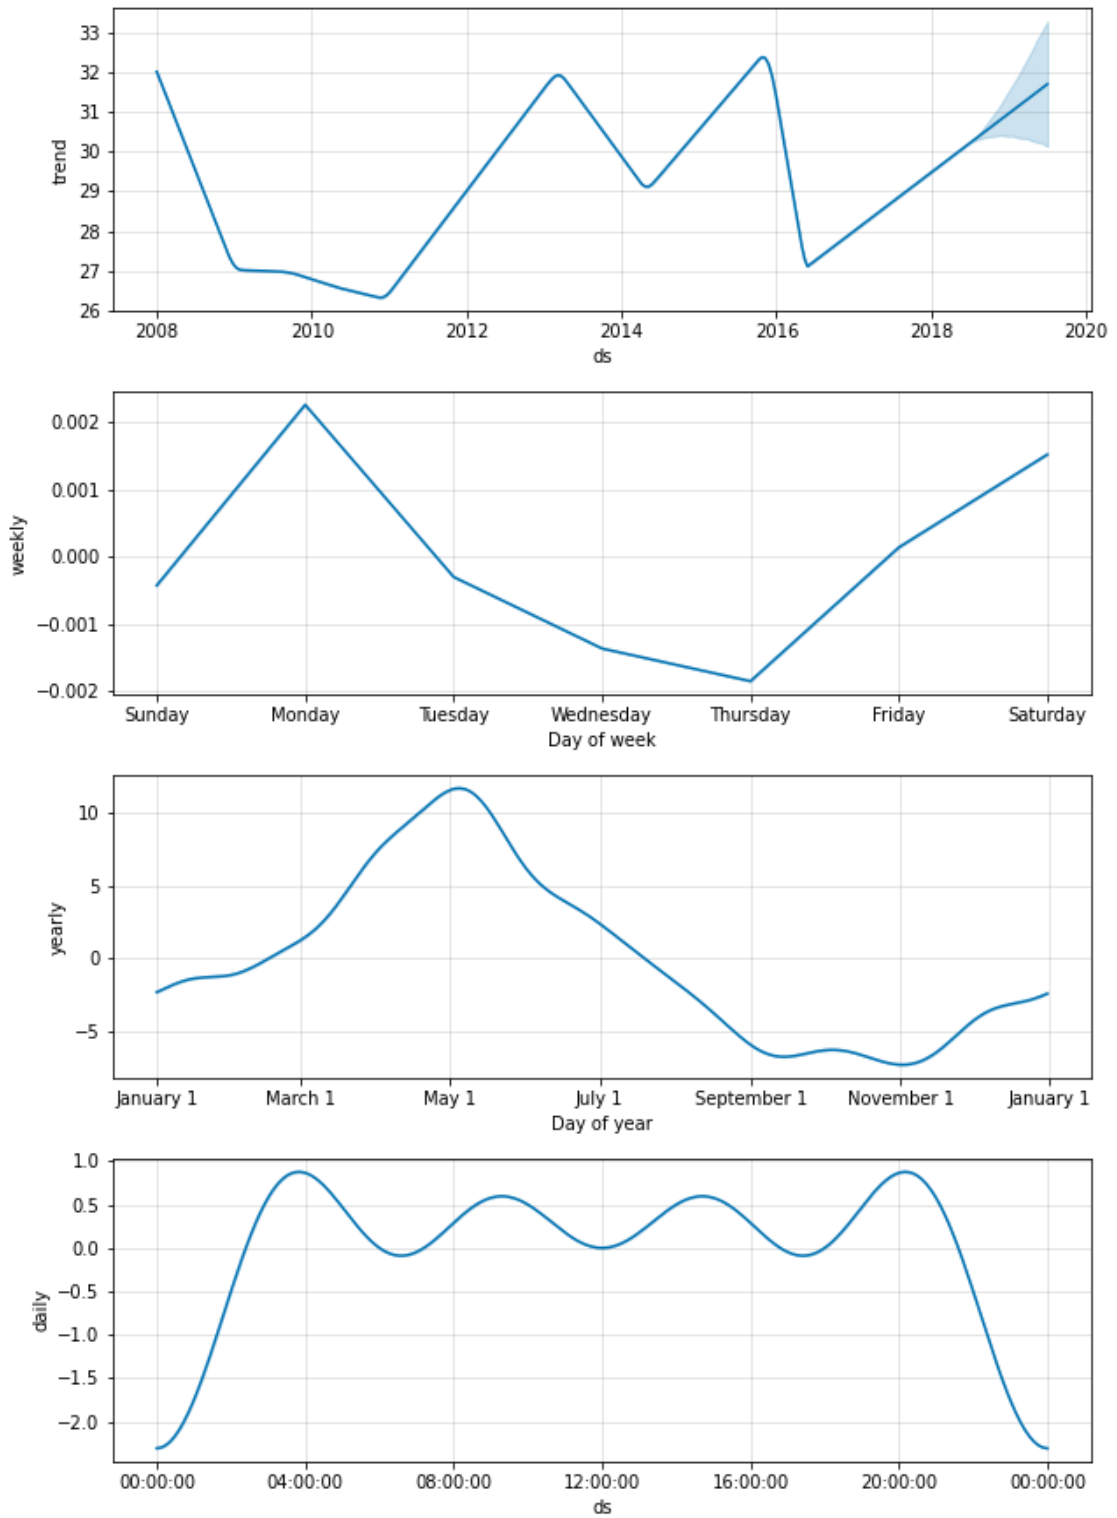 trend
33
32
31
30
29
28
27
26
2008 2010 2012 2014 2016 2018 2020
ds
weekly
0.002
0.001
0.000
−0.001
−0.002
Sunday Monday Tuesday Wednesday Thursday Friday Saturday
Day of week
yearly
10
5
0
−5
January 1 March 1 May 1 July 1 September 1 November 1 January 1
Day of year
daily
1.0
0.5
0.0
−0.5
−1.0
−1.5
−2.0
00:00:00 04:00:00 08:00:00 12:00:00 16:00:00 20:00:00 00:00:00
ds